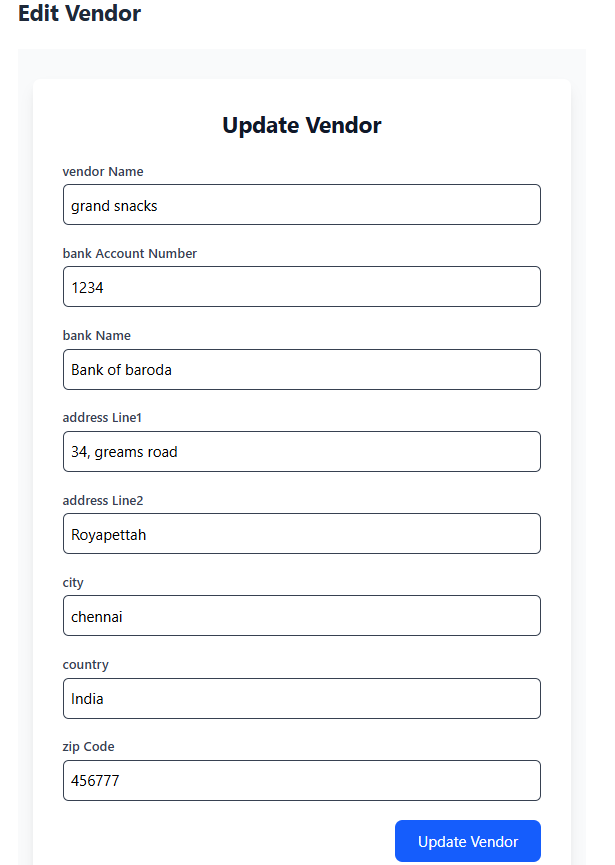 Edit Vendor
Update Vendor
vendor Name
grand snacks
bank Account Number
1234
bank Name
Bank of baroda
address Line1
34, greams road
address Line2
Royapettah
city
chennai
country
India
zip Code
456777
Update Vendor